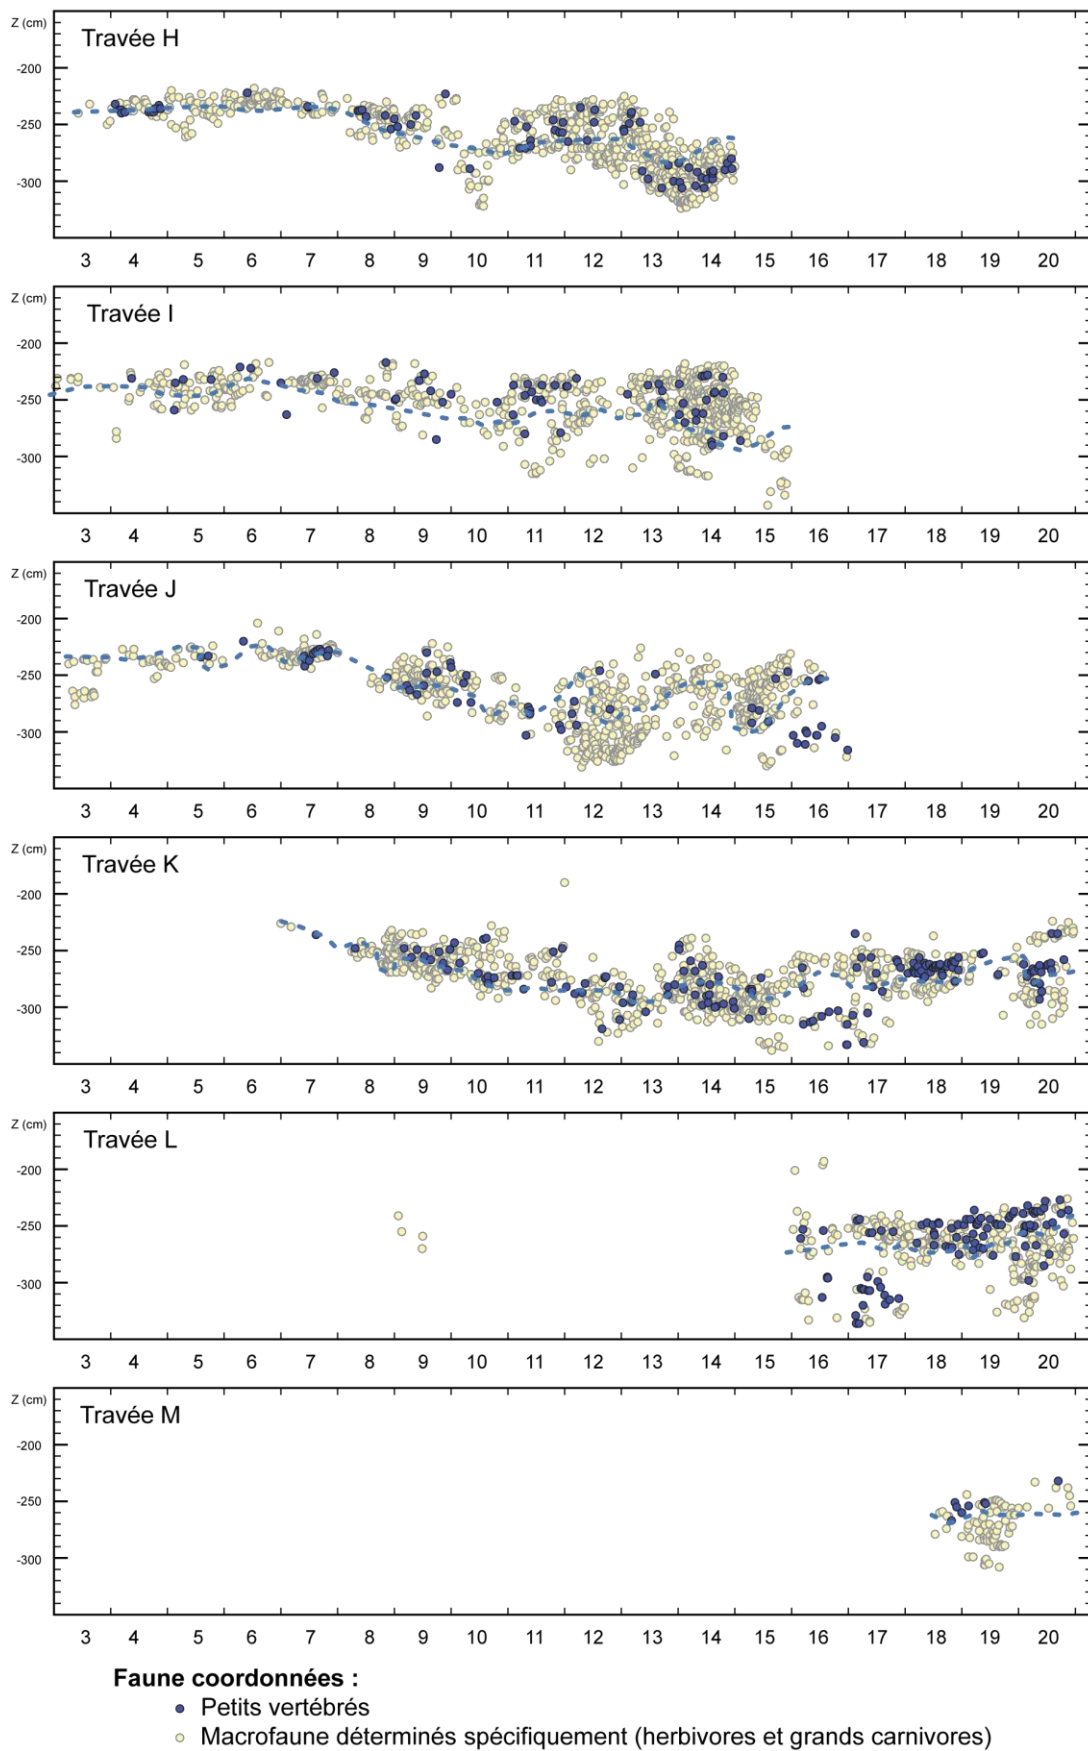 Z (cm)
Travée H
-200
-250
-300
3 4 5 6 7 8 9 10 11 12 13 14 15 16 17 18 19 20
Z (cm)
Travée I
-200
-250
-300
3 4 5 6 7 8 9 10 11 12 13 14 15 16 17 18 19 20
Z (cm)
Travée J
-200
-250
-300
3 4 5 6 7 8 9 10 11 12 13 14 15 16 17 18 19 20
Z (cm)
Travée K
-200
-250
-300
3 4 5 6 7 8 9 10 11 12 13 14 15 16 17 18 19 20
Z (cm)
Travée L
-200
-250
-300
3 4 5 6 7 8 9 10 11 12 13 14 15 16 17 18 19 20
Z (cm)
Travée M
-200
-250
-300
3 4 5 6 7 8 9 10 11 12 13 14 15 16 17 18 19 20
Faune coordonnées :
Petits vertébrés
Macrofaune déterminés spécifiquement (herbivores et grands carnivores)